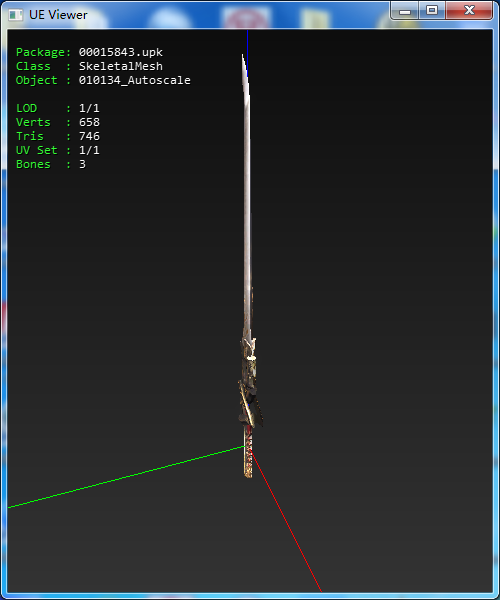 UE Viewer
Package: 00015843.upk
Class : SkeletalMesh
Object : 010134_Autoscale
LOD : 1/1
Verts : 658
Tris : 746
UV Set : 1/1
Bones : 3